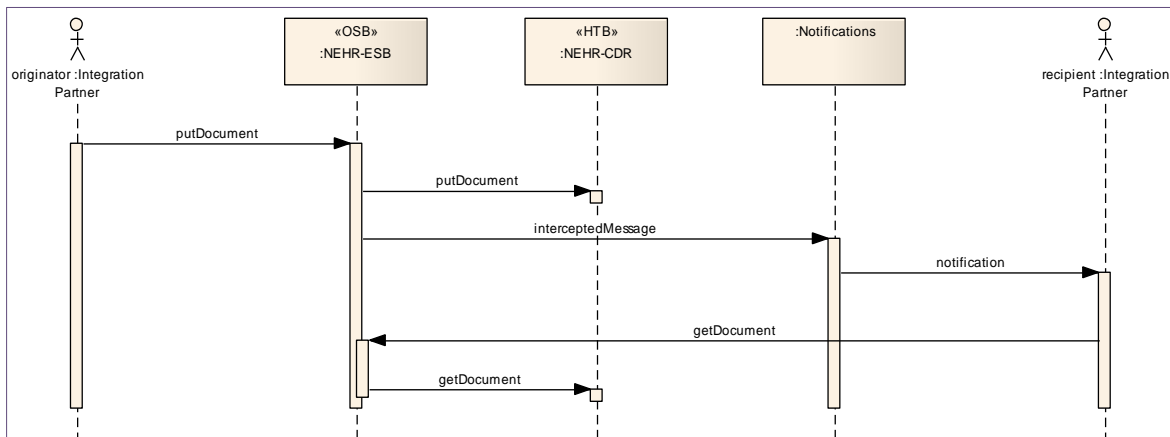 originator :Integration
Partner
«OSB»
:NEHR-ESB
«HTB»
:NEHR-CDR
:Notifications
recipient :Integration
Partner
putDocument
putDocument
interceptedMessage
notification
getDocument
getDocument